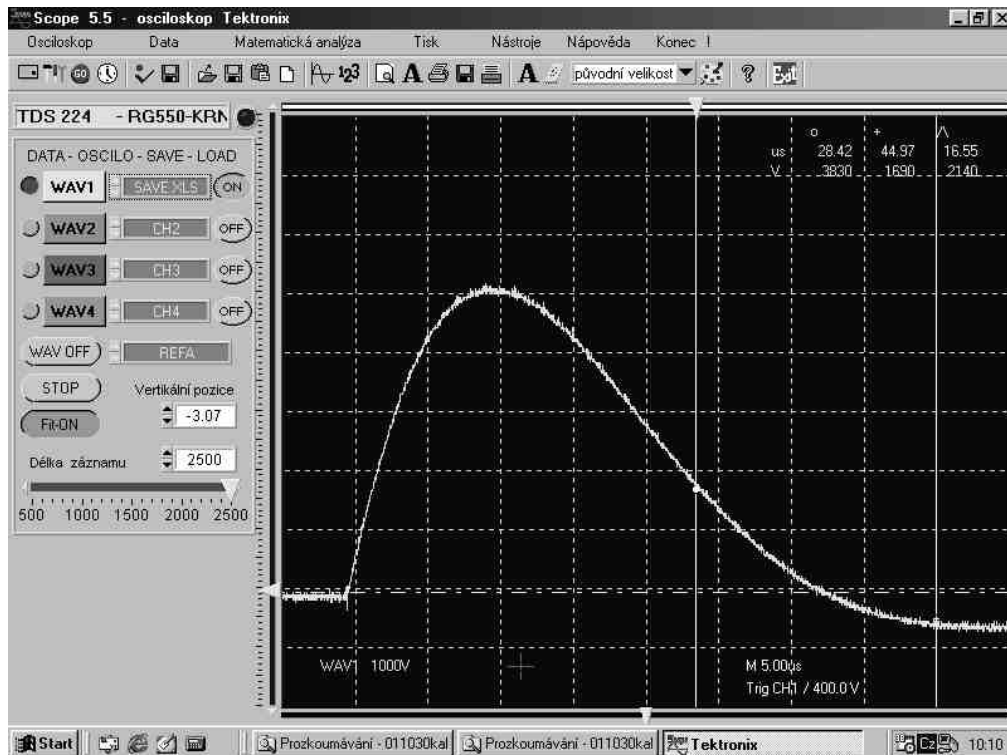 Scope 5.5 - osciloskop Tektronix
Osciloskop Data Matematická analýza Tisk Nástroje Nápověda Konec !
GO 123 A A původní velikost ? Exit
TDS 224 - RG550-KRN
DATA - OSCILO - SAVE - LOAD
WAV1 SAVE XLS ON
WAV2 CH2 OFF
WAV3 CH3 OFF
WAV4 CH4 OFF
WAV OFF REFA
STOP Vertikální pozice
Fit-ON -3.07
Délka záznamu 2500
500 1000 1500 2000 2500
o + /\
us 28.42 44.97 16.55
V 3830 1690 2140
WAV1 1000V M 5.00us
Trig CH1 / 400.0 V
Start Prozkoumávání - 011030kal Prozkoumávání - 011030kal Tektronix 10:10